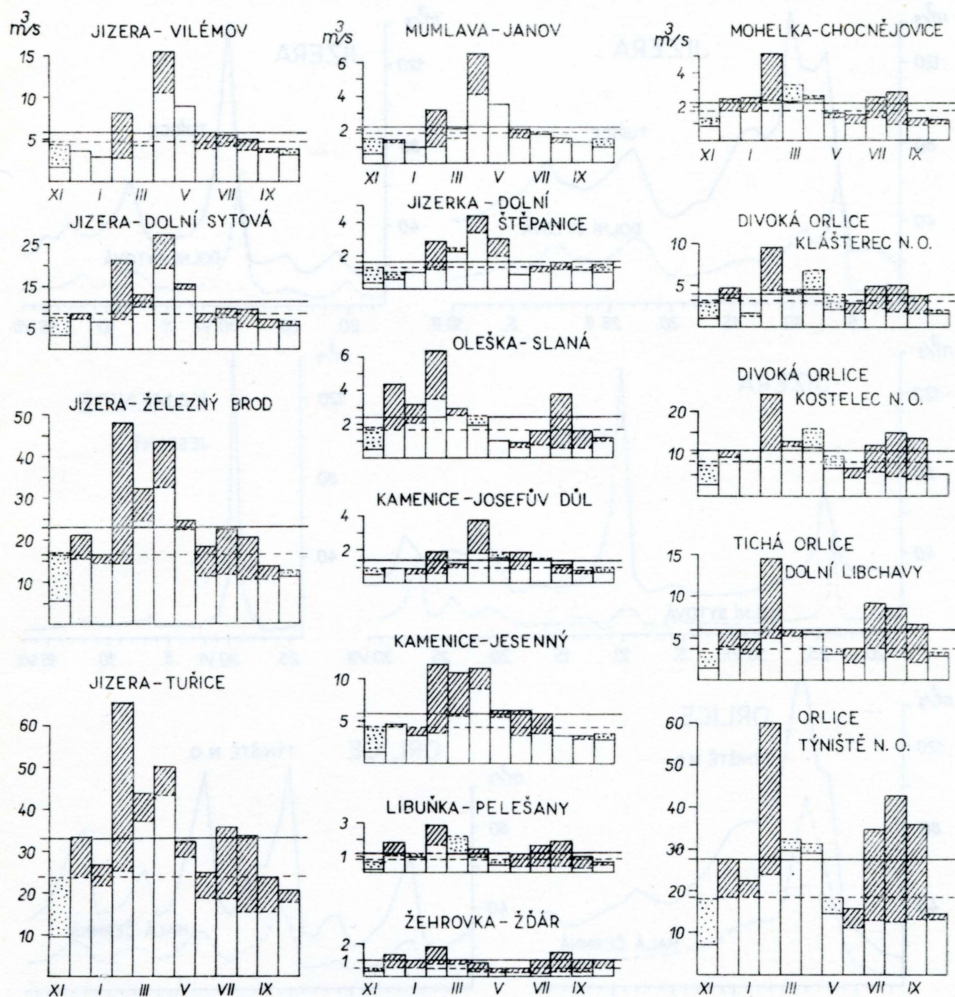 m³/s
JIZERA-VILÉMOV
15
10
5
XI I III V VII IX
JIZERA-DOLNÍ SYTOVÁ
25
15
5
JIZERA-ŽELEZNÝ BROD
50
40
30
20
10
JIZERA-TUŘICE
60
50
40
30
20
10
XI I III V VII IX
m³/s
MUMLAVA-JANOV
6
4
2
XI I III V VII IX
JIZERKA-DOLNÍ
ŠTĚPANICE
4
2
OLEŠKA-SLANÁ
6
4
2
KAMENICE-JOSEFŮV DŮL
4
2
KAMENICE-JESENNÝ
10
5
LIBUŇKA-PELEŠANY
3
1
ŽEHROVKA-ŽĎÁR
2
1
XI I III V VII IX
m³/s
MOHELKA-CHOCNĚJOVICE
4
2
XI I III V VII IX
DIVOKÁ ORLICE
KLÁŠTEREC N. O.
10
5
DIVOKÁ ORLICE
KOSTELEC N. O.
20
10
TICHÁ ORLICE
DOLNÍ LIBCHAVY
15
10
5
ORLICE
TÝNIŠTĚ N. O.
60
50
40
30
20
10
XI I III V VII IX